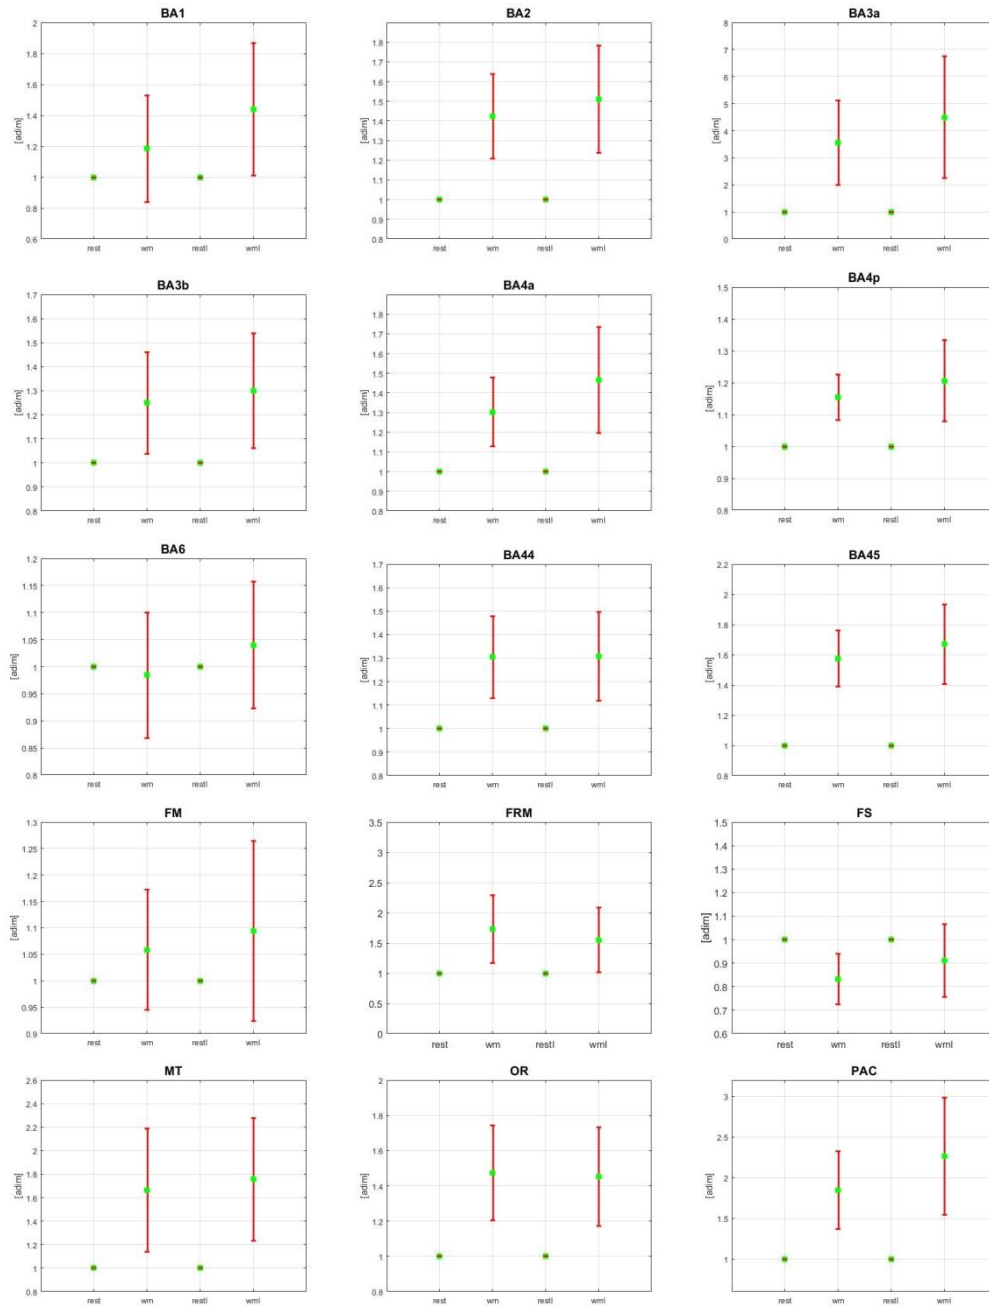 BA1
2
1.8
1.6
1.4
1.2
1
0.8
0.6
[adim]
rest wm restl wml
BA2
1.8
1.7
1.6
1.5
1.4
1.3
1.2
1.1
1
0.9
0.8
[adim]
rest wm restl wml
BA3a
8
7
6
5
4
3
2
1
0
[adim]
rest wm restl wml
BA3b
1.7
1.6
1.5
1.4
1.3
1.2
1.1
1
0.9
0.8
[adim]
rest wm restl wml
BA4a
1.8
1.7
1.6
1.5
1.4
1.3
1.2
1.1
1
0.9
0.8
[adim]
rest wm restl wml
BA4p
1.5
1.4
1.3
1.2
1.1
1
0.9
0.8
[adim]
rest wm restl wml
BA6
1.2
1.15
1.1
1.05
1
0.95
0.9
0.85
0.8
[adim]
rest wm restl wml
BA44
1.7
1.6
1.5
1.4
1.3
1.2
1.1
1
0.9
0.8
[adim]
rest wm restl wml
BA45
2.2
2
1.8
1.6
1.4
1.2
1
0.8
[adim]
rest wm restl wml
FM
1.3
1.25
1.2
1.15
1.1
1.05
1
0.95
0.9
[adim]
rest wm restl wml
FRM
3.5
3
2.5
2
1.5
1
0.5
0
[adim]
rest wm restl wml
FS
1.5
1.4
1.3
1.2
1.1
1
0.9
0.8
0.7
0.6
[adim]
rest wm restl wml
MT
2.6
2.4
2.2
2
1.8
1.6
1.4
1.2
1
0.8
[adim]
rest wm restl wml
OR
2
1.8
1.6
1.4
1.2
1
0.8
[adim]
rest wm restl wml
PAC
3
2.5
2
1.5
1
[adim]
rest wm restl wml